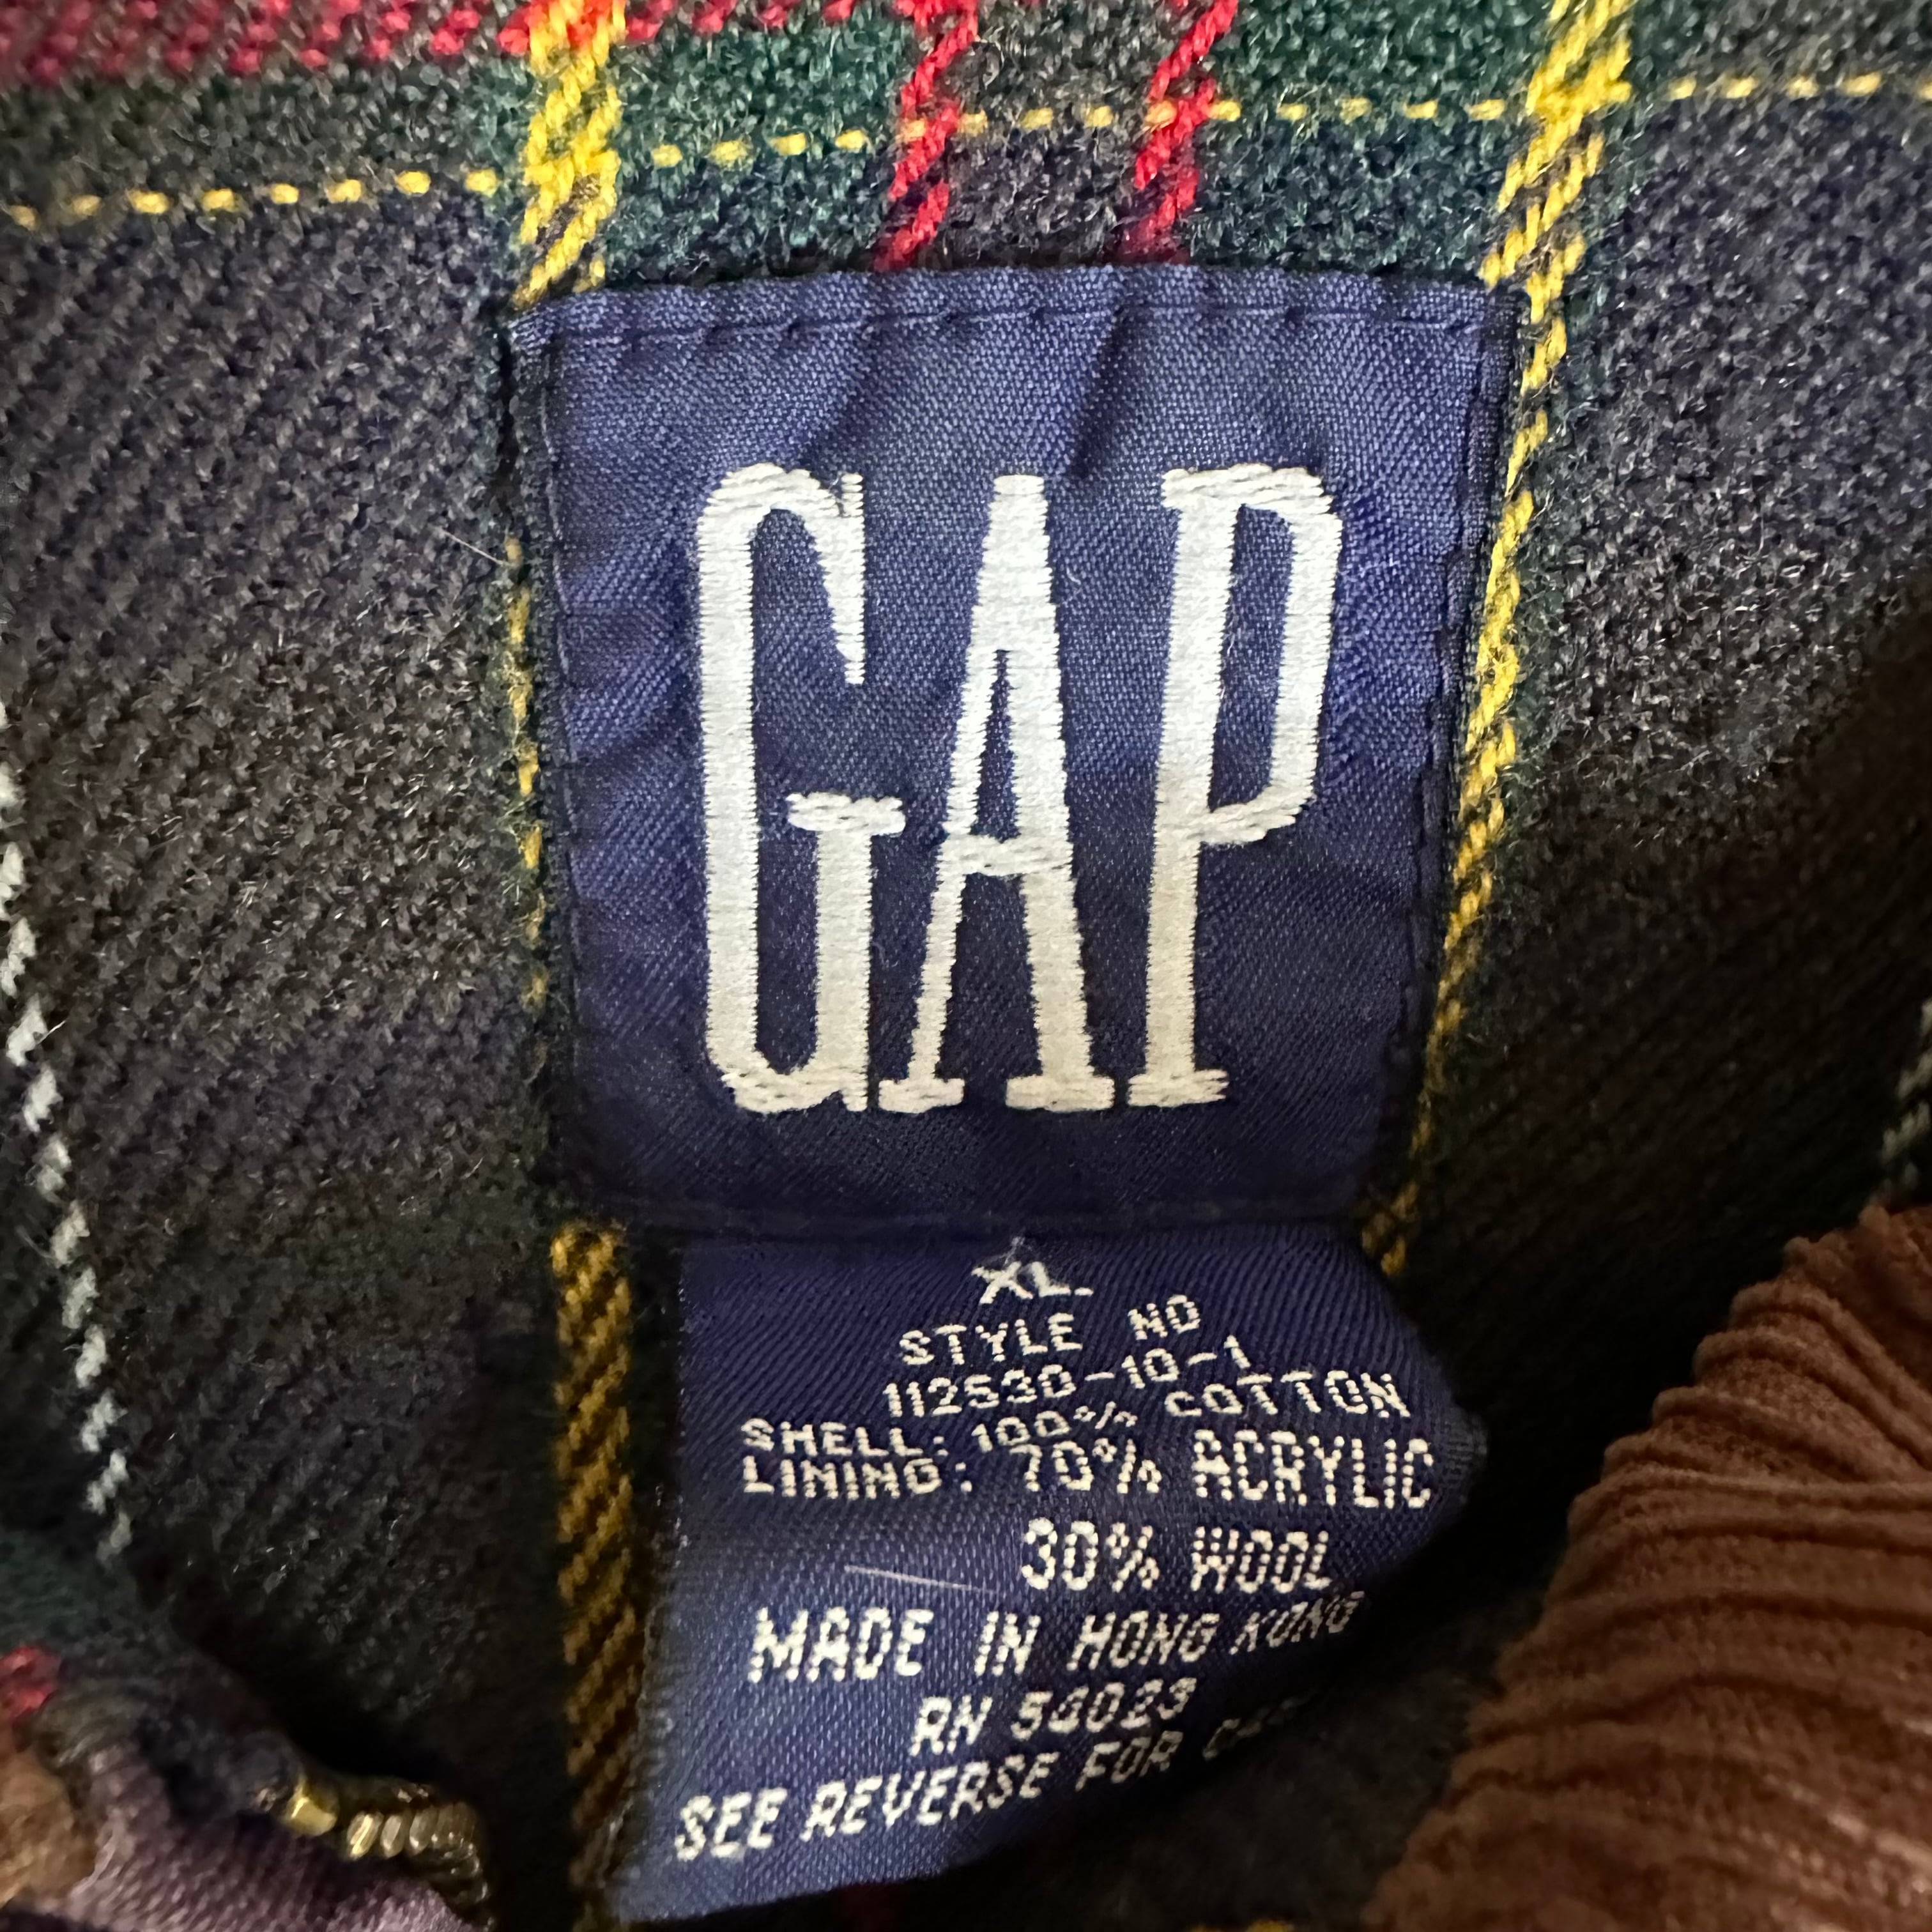 GAP
XL
STYLE NO
112530-10-1
SHELL: 100% COTTON
LINING: 70% ACRYLIC
30% WOOL
MADE IN HONG KONG
RN 54023
SEE REVERSE FOR